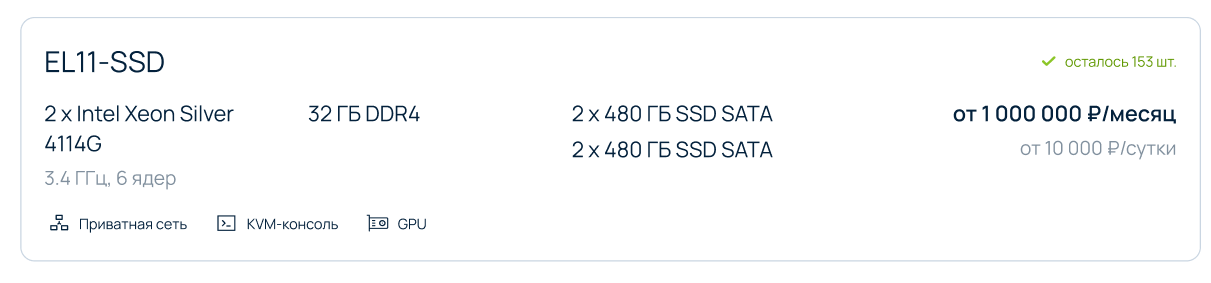 EL11-SSD
осталось 153 шт.
2 x Intel Xeon Silver
4114G
3.4 ГГц, 6 ядер
32 ГБ DDR4
2 x 480 ГБ SSD SATA
2 x 480 ГБ SSD SATA
от 1 000 000 ₽/месяц
от 10 000 ₽/сутки
Приватная сеть
KVM-консоль
GPU